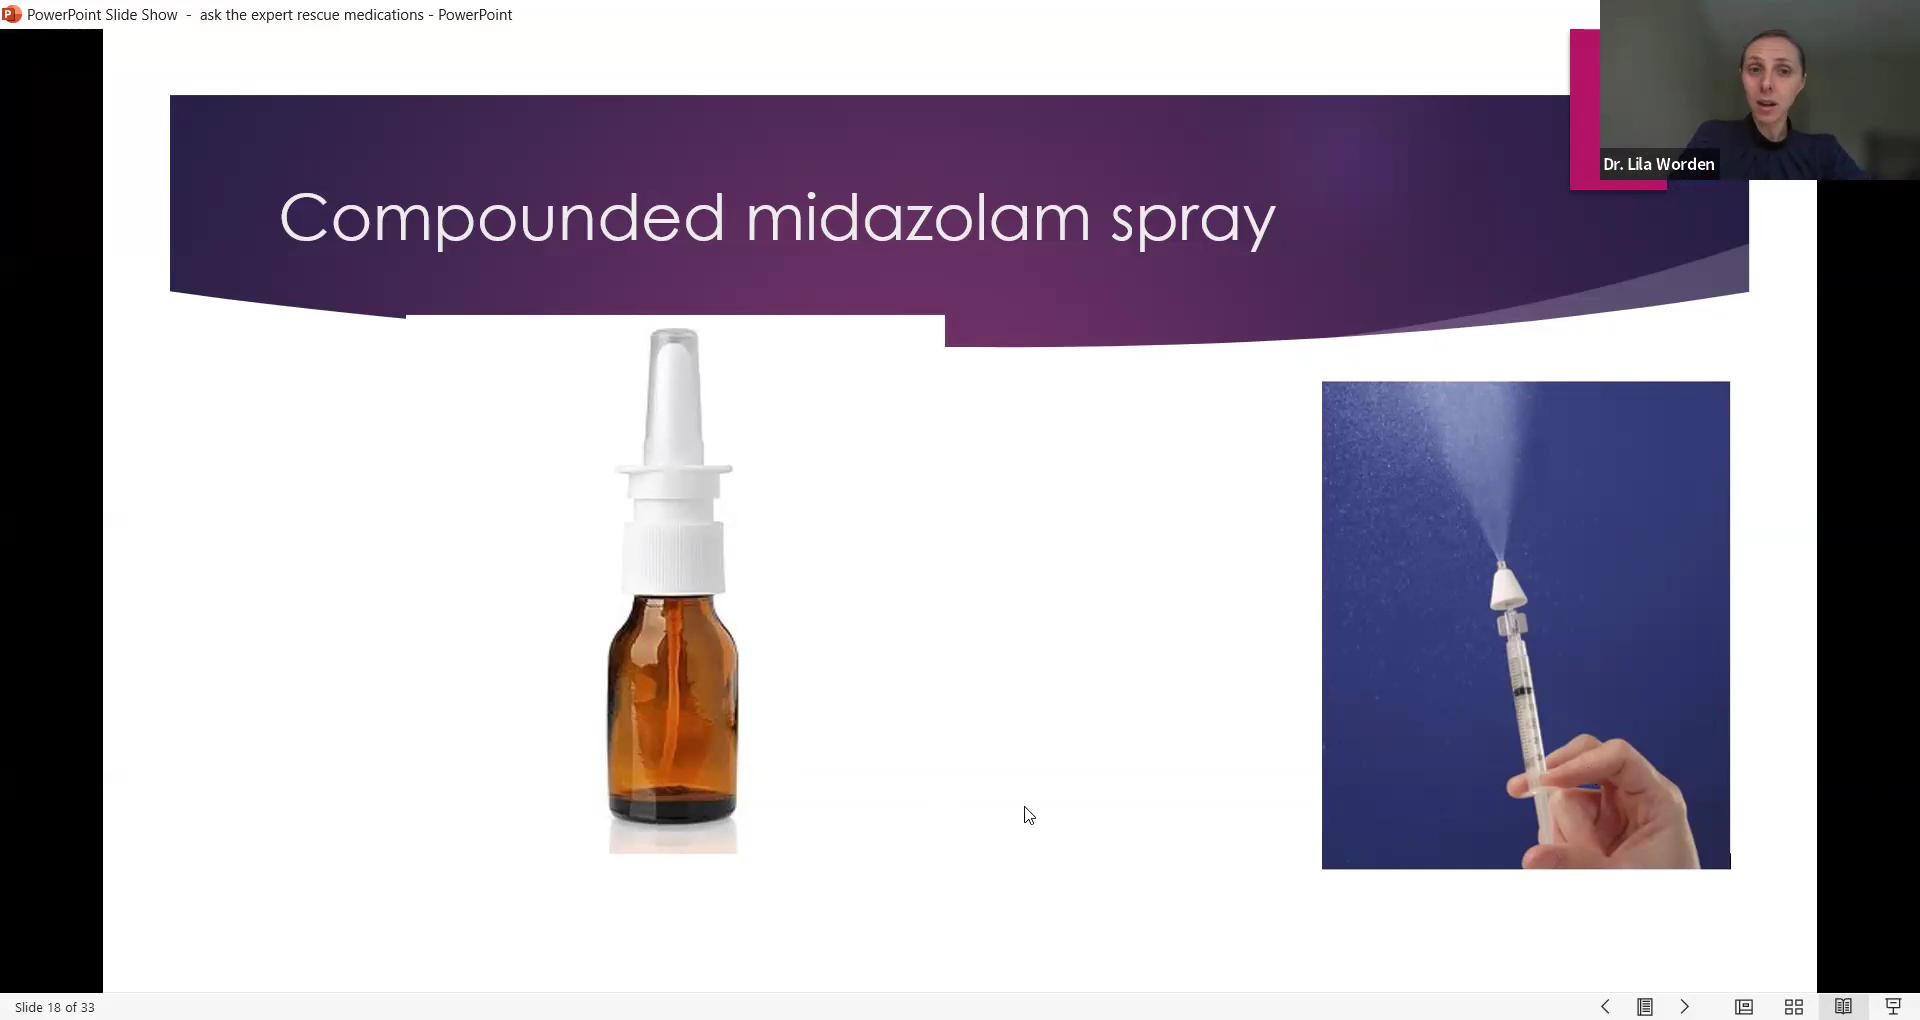 PowerPoint Slide Show - ask the expert rescue medications - PowerPoint
Dr. Lila Worden
Compounded midazolam spray
Slide 18 of 33